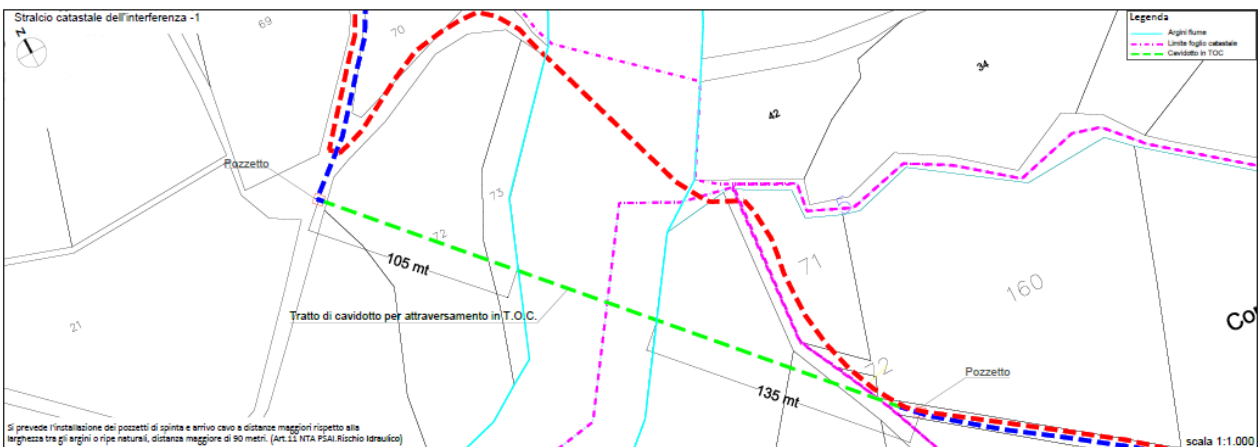 Stralcio catastale dell'interferenza -1
N
69
70
Legenda
Argini fiume
Limite foglio catastale
Cavidotto in TOC
34
42
Pozzetto
73
72
5
71
105 mt
160
21
Tratto di cavidotto per attraversamento in T.O.C.
72
Pozzetto
135 mt
Si prevede l'installazione dei pozzetti di spinta e arrivo cavo a distanze maggiori rispetto alla
larghezza tra gli argini o ripe naturali, distanza maggiore di 90 metri. (Art.11 NTA PSAI.Rischio Idraulico)
scala 1:1.000